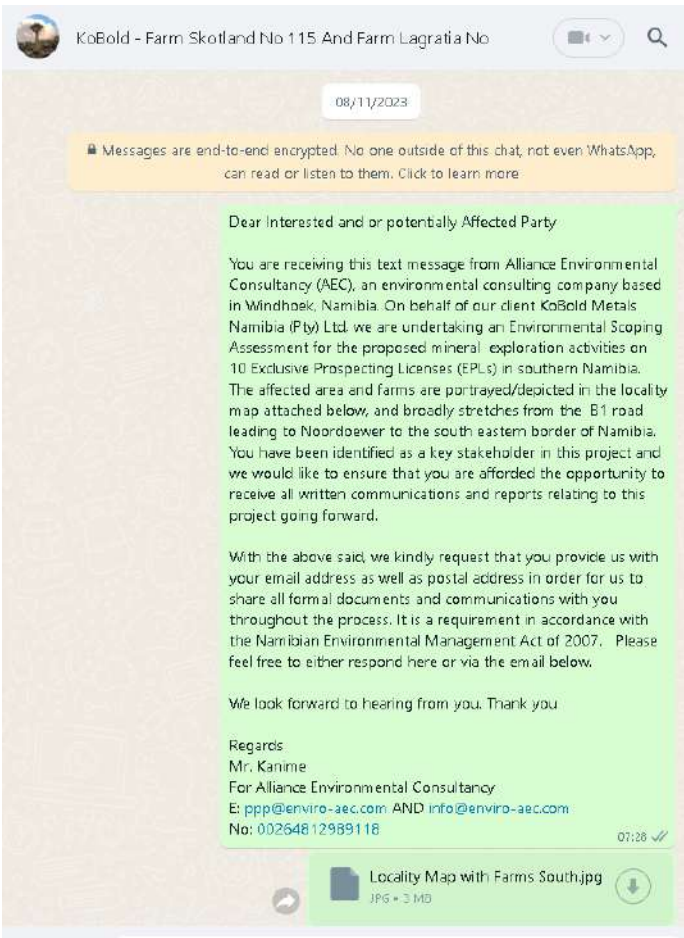 KoBold - Farm Skotland No 115 And Farm Lagratia No
08/11/2023
Messages are end-to-end encrypted. No one outside of this chat, not even WhatsApp,
can read or listen to them. Click to learn more
Dear Interested and or potentially Affected Party
You are receiving this text message from Alliance Environmental
Consultancy (AEC), an environmental consulting company based
in Windhoek, Namibia. On behalf of our client KoBold Metals
Namibia (Pty) Ltd, we are undertaking an Environmental Scoping
Assessment for the proposed mineral exploration activities on
10 Exclusive Prospecting Licenses (EPLs) in southern Namibia.
The affected area and farms are portrayed/depicted in the locality
map attached below, and broadly stretches from the B1 road
leading to Noordoewer to the south eastern border of Namibia.
You have been identified as a key stakeholder in this project and
we would like to ensure that you are afforded the opportunity to
receive all written communications and reports relating to this
project going forward.
With the above said, we kindly request that you provide us with
your email address as well as postal address in order for us to
share all formal documents and communications with you
throughout the process. It is a requirement in accordance with
the Namibian Environmental Management Act of 2007. Please
feel free to either respond here or via the email below.
We look forward to hearing from you. Thank you
Regards
Mr. Kanime
For Alliance Environmental Consultancy
E: ppp@enviro-aec.com AND info@enviro-aec.com
No: 00264812989118
07:28
Locality Map with Farms South.jpg
JPG • 3 MB